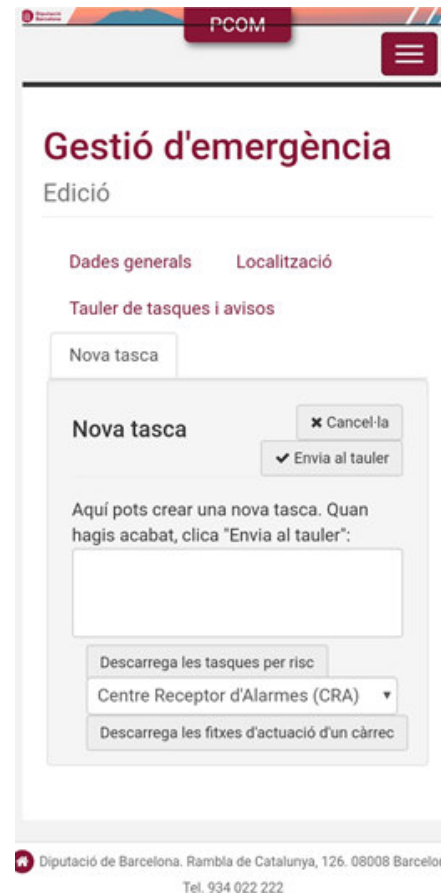 Diputació
Barcelona
PCOM
Gestió d'emergència
Edició
Dades generals Localització
Tauler de tasques i avisos
Nova tasca
Nova tasca
✖ Cancel·la
✔ Envia al tauler
Aquí pots crear una nova tasca. Quan
hagis acabat, clica "Envia al tauler":
Descarrega les tasques per risc
Centre Receptor d'Alarmes (CRA)
Descarrega les fitxes d'actuació d'un càrrec
Diputació de Barcelona. Rambla de Catalunya, 126. 08008 Barcelon
Tel. 934 022 222